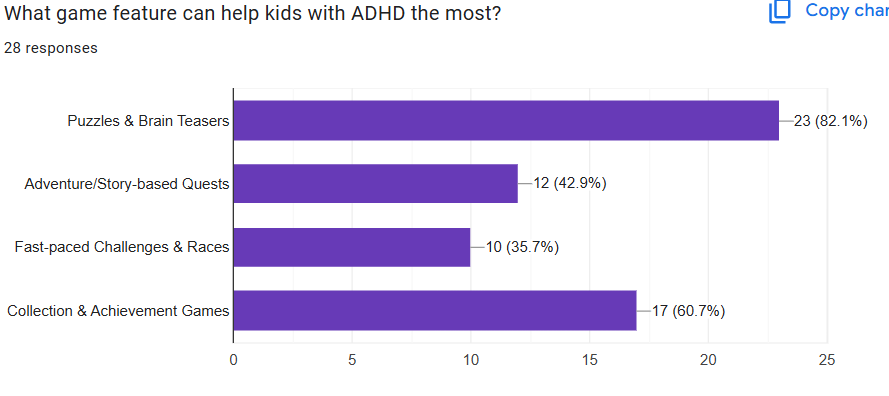 What game feature can help kids with ADHD the most?
Copy char
28 responses
Puzzles & Brain Teasers 23 (82.1%)
Adventure/Story-based Quests 12 (42.9%)
Fast-paced Challenges & Races 10 (35.7%)
Collection & Achievement Games 17 (60.7%)
0 5 10 15 20 25